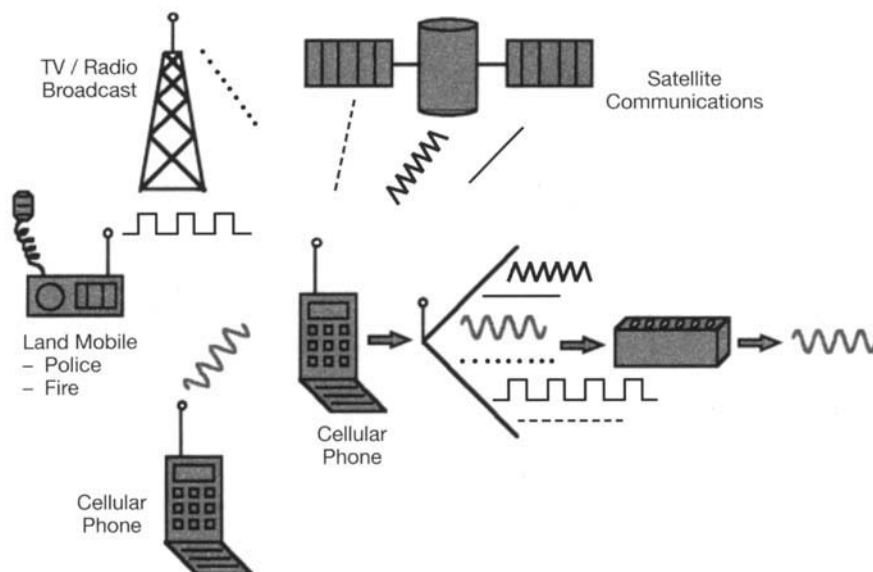 TV / Radio
Broadcast
Satellite
Communications
Land Mobile
– Police
– Fire
Cellular
Phone
Cellular
Phone